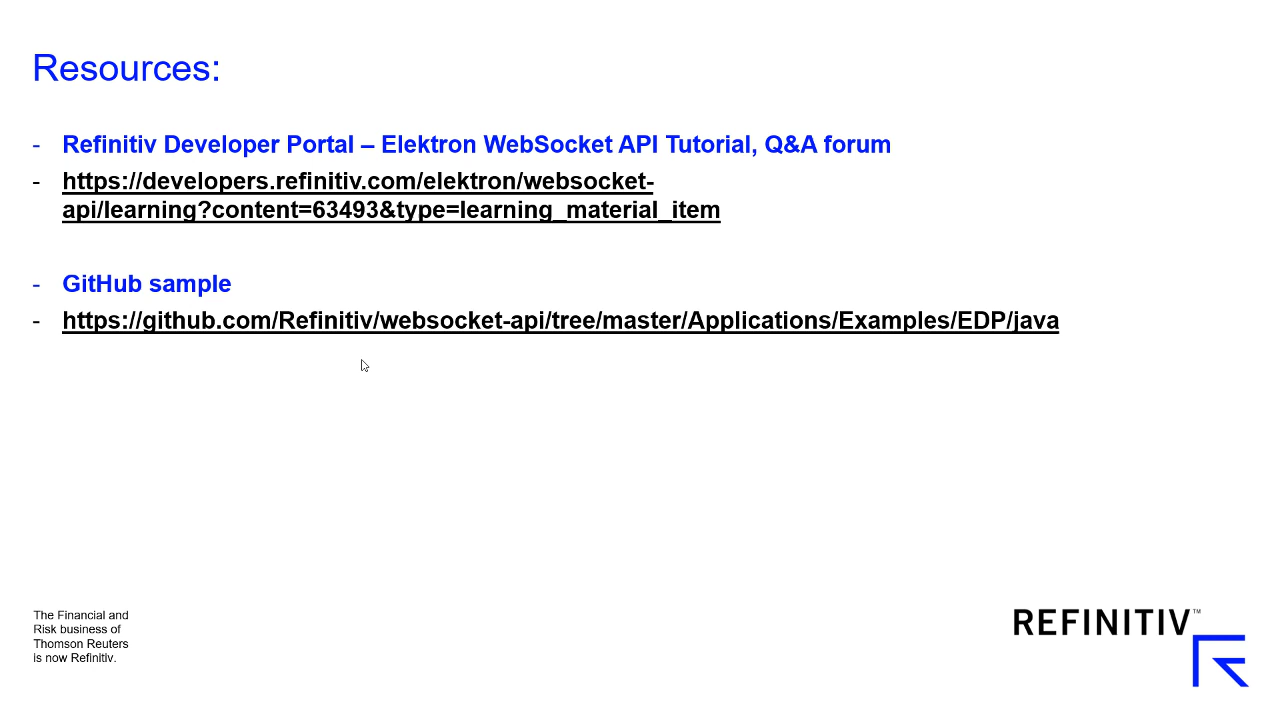 Resources:
- Refinitiv Developer Portal – Elektron WebSocket API Tutorial, Q&A forum
- https://developers.refinitiv.com/elektron/websocket-
api/learning?content=63493&type=learning_material_item
- GitHub sample
- https://github.com/Refinitiv/websocket-api/tree/master/Applications/Examples/EDP/java
The Financial and
Risk business of
Thomson Reuters
is now Refinitiv.
REFINITIV™